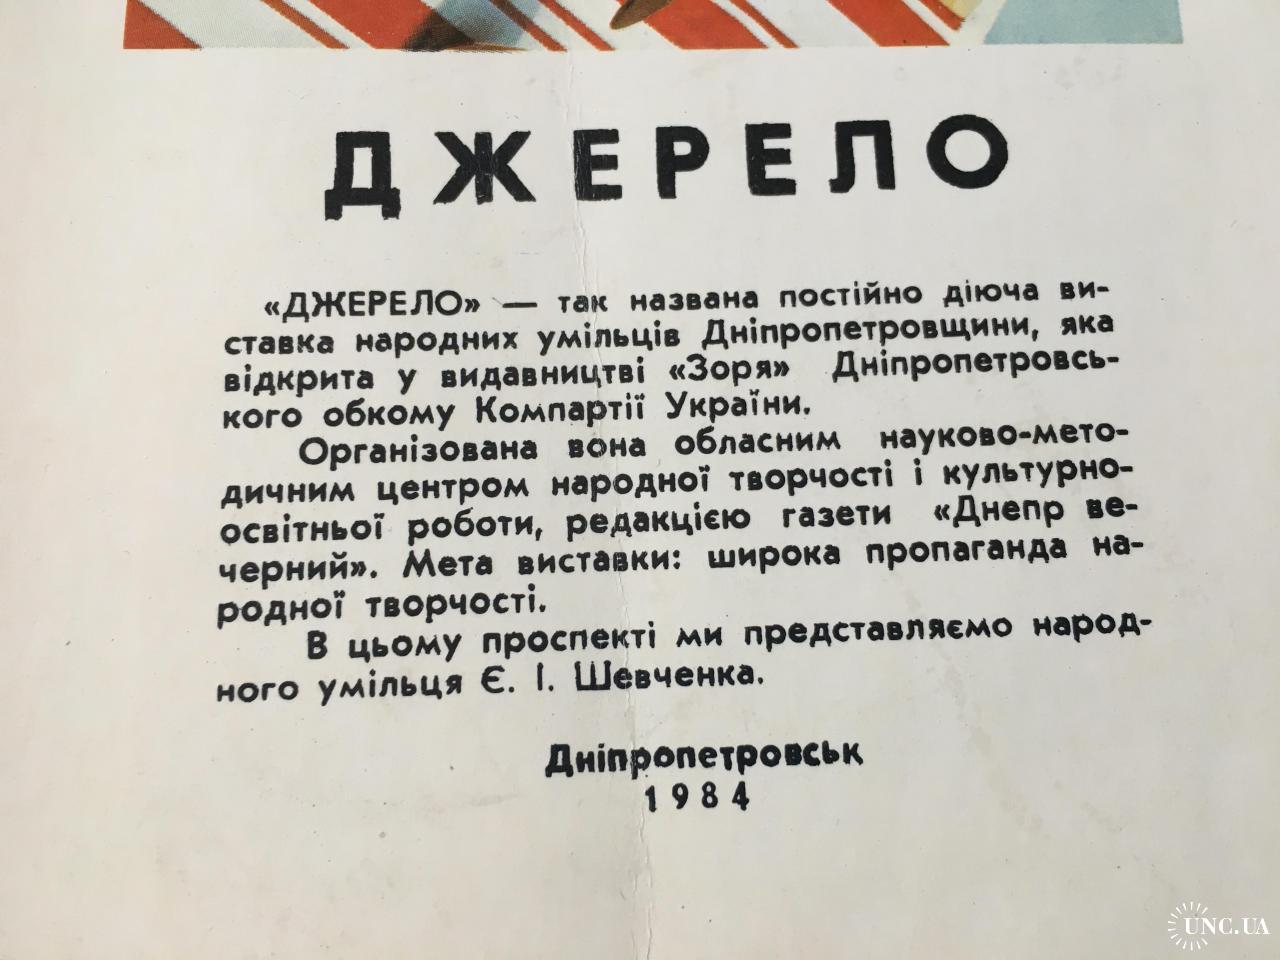 ДЖЕРЕЛО
«ДЖЕРЕЛО» — так названа постійно діюча ви-
ставка народних умільців Дніпропетровщини, яка
відкрита у видавництві «Зоря» Дніпропетровсь-
кого обкому Компартії України.
Організована вона обласним науково-мето-
дичним центром народної творчості і культурно-
освітньої роботи, редакцією газети «Днепр ве-
черний». Мета виставки: широка пропаганда на-
родної творчості.
В цьому проспекті ми представляємо народ-
ного умільця Є. І. Шевченка.
Дніпропетровськ
1984
UNC.UA